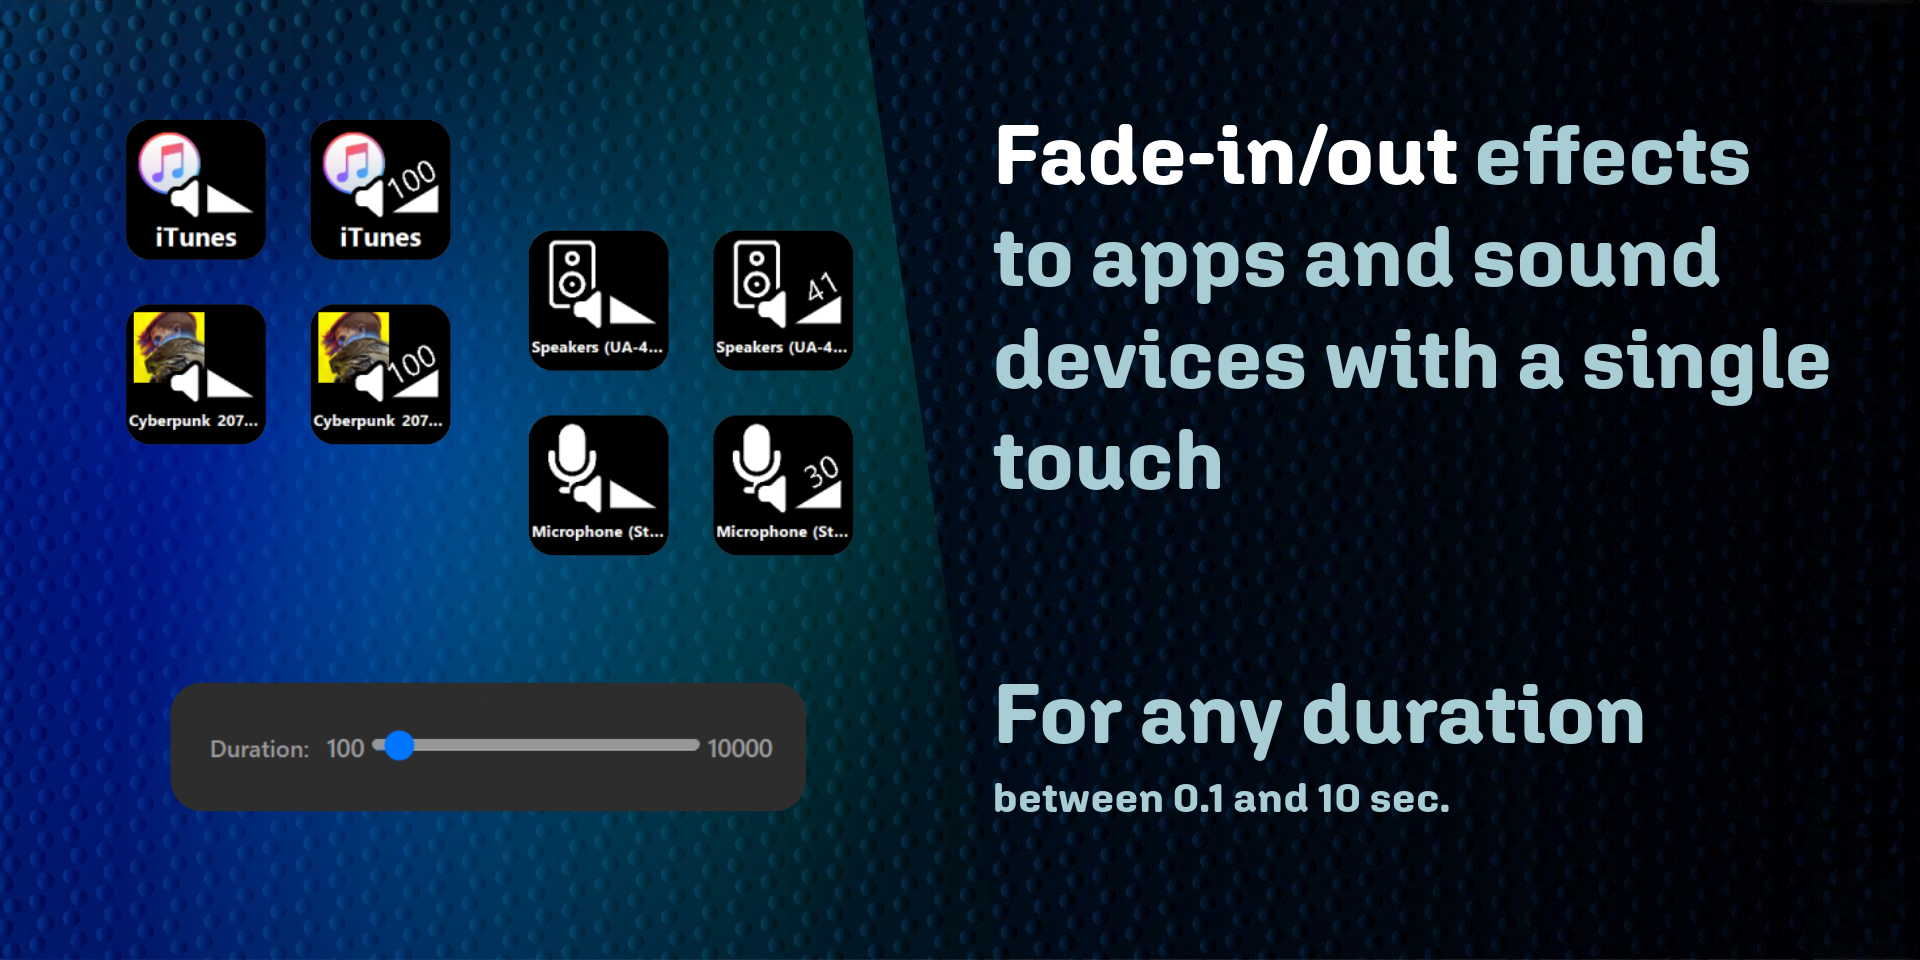 100
iTunes
iTunes
41
Speakers (UA-4...
Speakers (UA-4...
100
Cyberpunk 207...
Cyberpunk 207...
30
Microphone (St...
Microphone (St...
Duration: 100 10000
Fade-in/out effects
to apps and sound
devices with a single
touch
For any duration
between 0.1 and 10 sec.